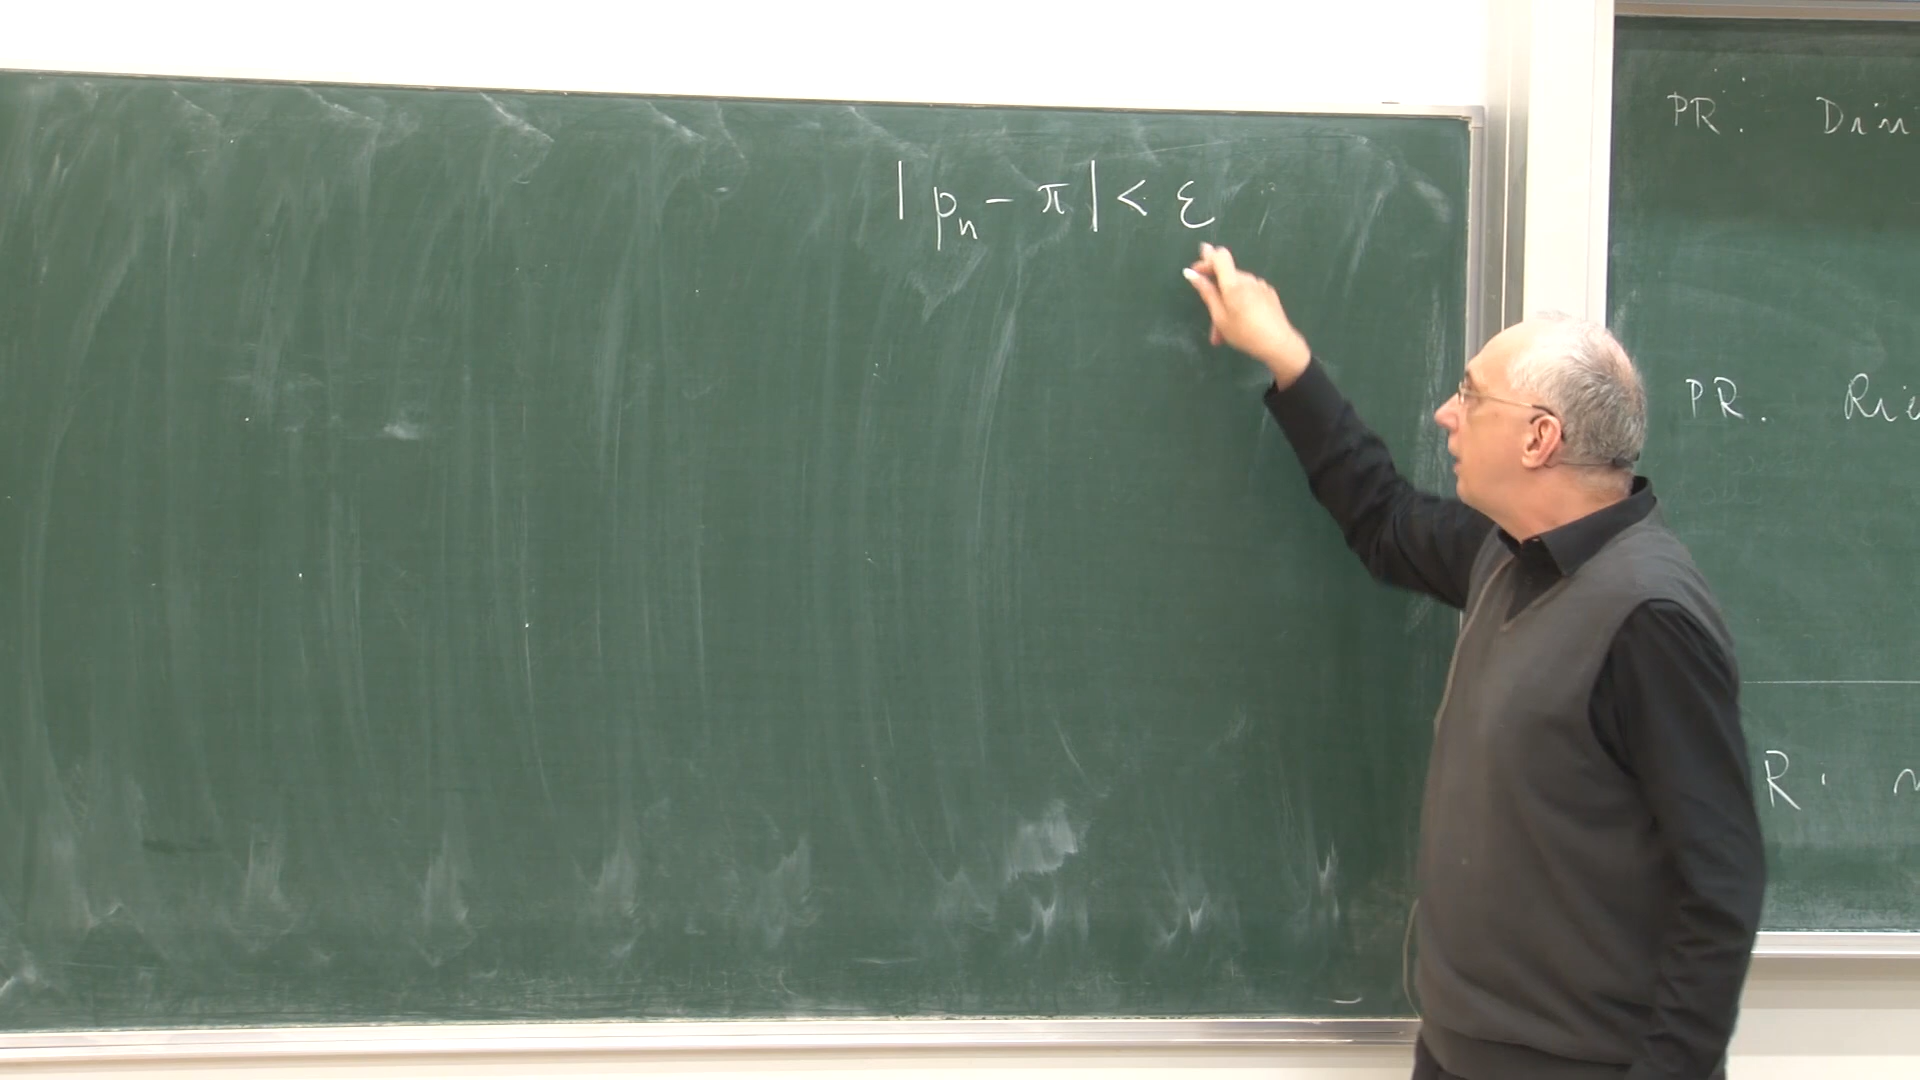 | pₙ - π | < ε
PR.
PR.
R.